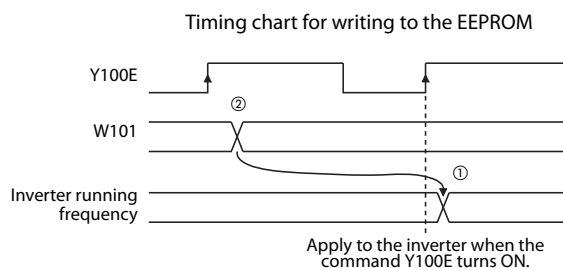 Timing chart for writing to the EEPROM
Y100E
②
W101
①
Inverter running
frequency
Apply to the inverter when the
command Y100E turns ON.